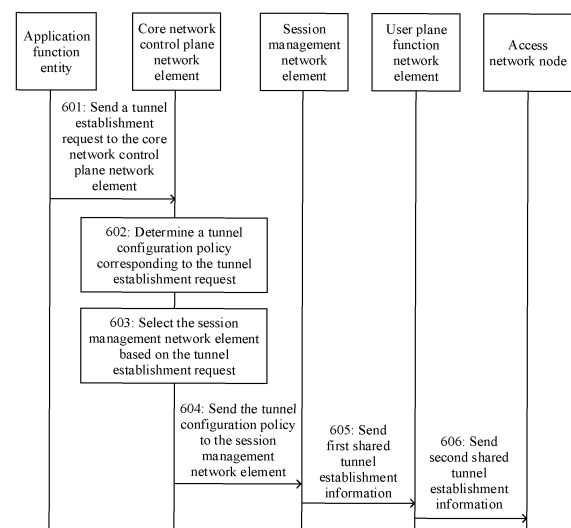 Application
function
entity
Core network
control plane
network
element
Session
management
network
element
User plane
function
network
element
Access
network node
601: Send a
tunnel
establishment
request to the core
network control
plane network
element
602: Determine a tunnel
configuration policy
corresponding to the tunnel
establishment request
603: Select the session
management network element
based on the tunnel
establishment request
604: Send the tunnel
configuration policy
to the session
management
network element
605: Send
first shared
tunnel
establishment
information
606: Send
second shared
tunnel
establishment
information